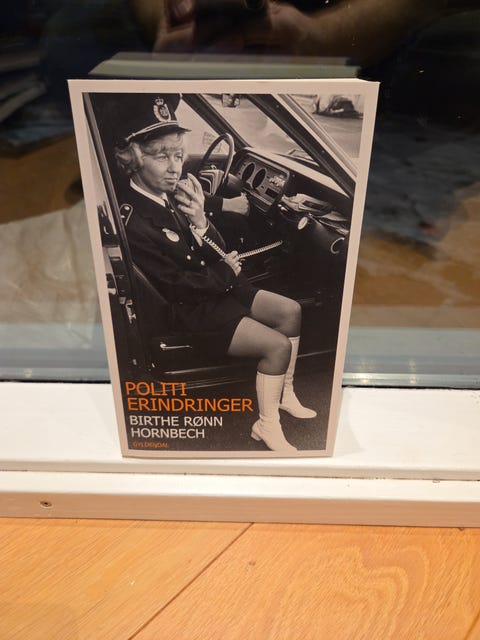 POLITI
ERINDRINGER
BIRTHE RØNN
HORNBECH
GYLDENDAL